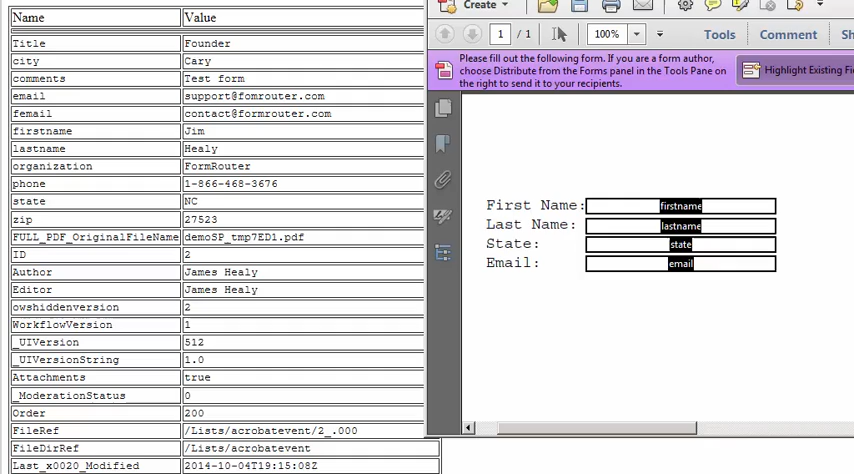 Name Value
Title Founder
city Cary
comments Test form
email support@fomrouter.com
femail contact@formrouter.com
firstname Jim
lastname Healy
organization FormRouter
phone 1-866-468-3676
state NC
zip 27523
FULL_PDF_OriginalFileName demoSP_tmp7ED1.pdf
ID 2
Author James Healy
Editor James Healy
owshiddenversion 2
WorkflowVersion 1
_UIVersion 512
_UIVersionString 1.0
Attachments true
_ModerationStatus 0
Order 200
FileRef /Lists/acrobatevent/2_.000
FileDirRef /Lists/acrobatevent
Last_x0020_Modified 2014-10-04T19:15:08Z
Create
1 / 1 100% Tools Comment Sh
Please fill out the following form. If you are a form author,
choose Distribute from the Forms panel in the Tools Pane on
the right to send it to your recipients.
Highlight Existing Fi
First Name: firstname
Last Name: lastname
State: state
Email: email